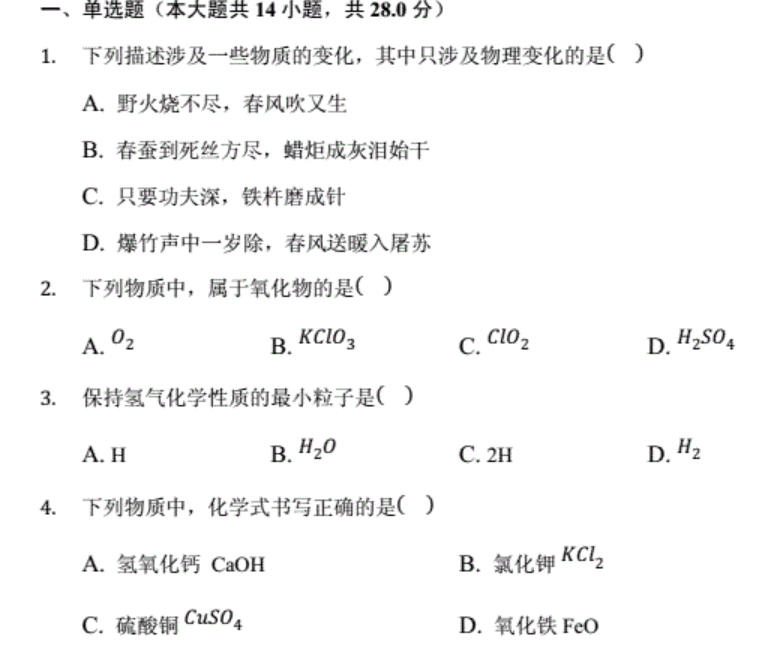 一、单选题（本大题共 14 小题，共 28.0 分）
1. 下列描述涉及一些物质的变化，其中只涉及物理变化的是( )
A. 野火烧不尽，春风吹又生
B. 春蚕到死丝方尽，蜡炬成灰泪始干
C. 只要功夫深，铁杵磨成针
D. 爆竹声中一岁除，春风送暖入屠苏
2. 下列物质中，属于氧化物的是( )
A. O₂ B. KClO₃ C. ClO₂ D. H₂SO₄
3. 保持氢气化学性质的最小粒子是( )
A. H B. H₂O C. 2H D. H₂
4. 下列物质中，化学式书写正确的是( )
A. 氢氧化钙 CaOH B. 氯化钾 KCl₂
C. 硫酸铜 CuSO₄ D. 氧化铁 FeO